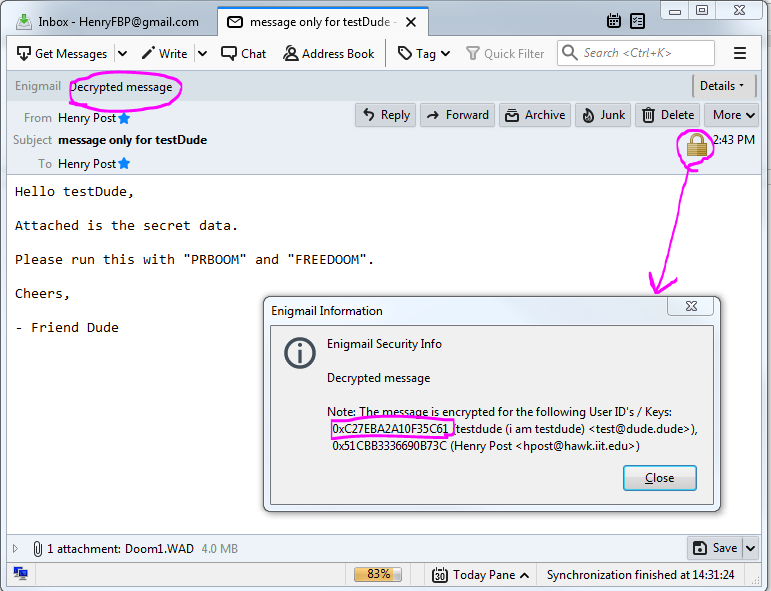 Inbox - HenryFBP@gmail.com
message only for testDude -
Get Messages Write Chat Address Book Tag Quick Filter Search <Ctrl+K>
Enigmail Decrypted message Details
From Henry Post Reply Forward Archive Junk Delete More
Subject message only for testDude 2:43 PM
To Henry Post
Hello testDude,
Attached is the secret data.
Please run this with "PRBOOM" and "FREEDOOM".
Cheers,
- Friend Dude
Enigmail Information
Enigmail Security Info
Decrypted message
Note: The message is encrypted for the following User ID's / Keys:
0xC27EBA2A10F35C61 (testdude (i am testdude) <test@dude.dude>),
0x51CBB3336690B73C (Henry Post <hpost@hawk.iit.edu>)
Close
1 attachment: Doom1.WAD 4.0 MB Save
83% 30 Today Pane Synchronization finished at 14:31:24